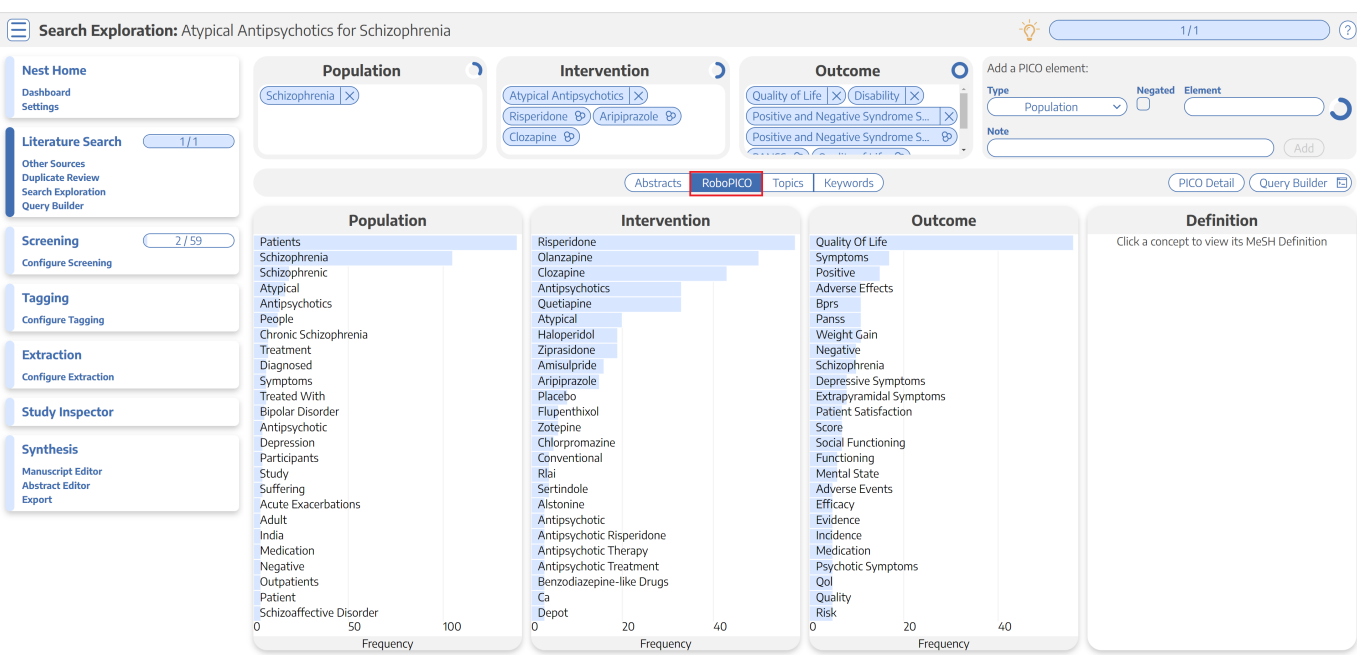 Search Exploration: Atypical Antipsychotics for Schizophrenia
1/1
?
Nest Home
Dashboard
Settings
Literature Search
1/1
Other Sources
Duplicate Review
Search Exploration
Query Builder
Screening
2/59
Configure Screening
Tagging
Configure Tagging
Extraction
Configure Extraction
Study Inspector
Synthesis
Manuscript Editor
Abstract Editor
Export
Population
Schizophrenia
Intervention
Atypical Antipsychotics
Risperidone Aripiprazole
Clozapine
Outcome
Quality of Life Disability
Positive and Negative Syndrome S...
Positive and Negative Syndrome S...
Add a PICO element:
Type Negated Element
Population
Note
Add
Abstracts RoboPICO Topics Keywords
PICO Detail Query Builder
Population
Patients
Schizophrenia
Schizophrenic
Atypical
Antipsychotics
People
Chronic Schizophrenia
Treatment
Diagnosed
Symptoms
Treated With
Bipolar Disorder
Antipsychotic
Depression
Participants
Study
Suffering
Acute Exacerbations
Adult
India
Medication
Negative
Outpatients
Patient
Schizoaffective Disorder
0 50 100
Frequency
Intervention
Risperidone
Olanzapine
Clozapine
Antipsychotics
Quetiapine
Atypical
Haloperidol
Ziprasidone
Amisulpride
Aripiprazole
Placebo
Flupenthixol
Zotepine
Chlorpromazine
Conventional
Rlai
Sertindole
Alstonine
Antipsychotic
Antipsychotic Risperidone
Antipsychotic Therapy
Antipsychotic Treatment
Benzodiazepine-like Drugs
Ca
Depot
0 20 40
Frequency
Outcome
Quality Of Life
Symptoms
Positive
Adverse Effects
Bprs
Panss
Weight Gain
Negative
Schizophrenia
Depressive Symptoms
Extrapyramidal Symptoms
Patient Satisfaction
Score
Social Functioning
Functioning
Mental State
Adverse Events
Efficacy
Evidence
Incidence
Medication
Psychotic Symptoms
Qol
Quality
Risk
0 20 40
Frequency
Definition
Click a concept to view its MeSH Definition